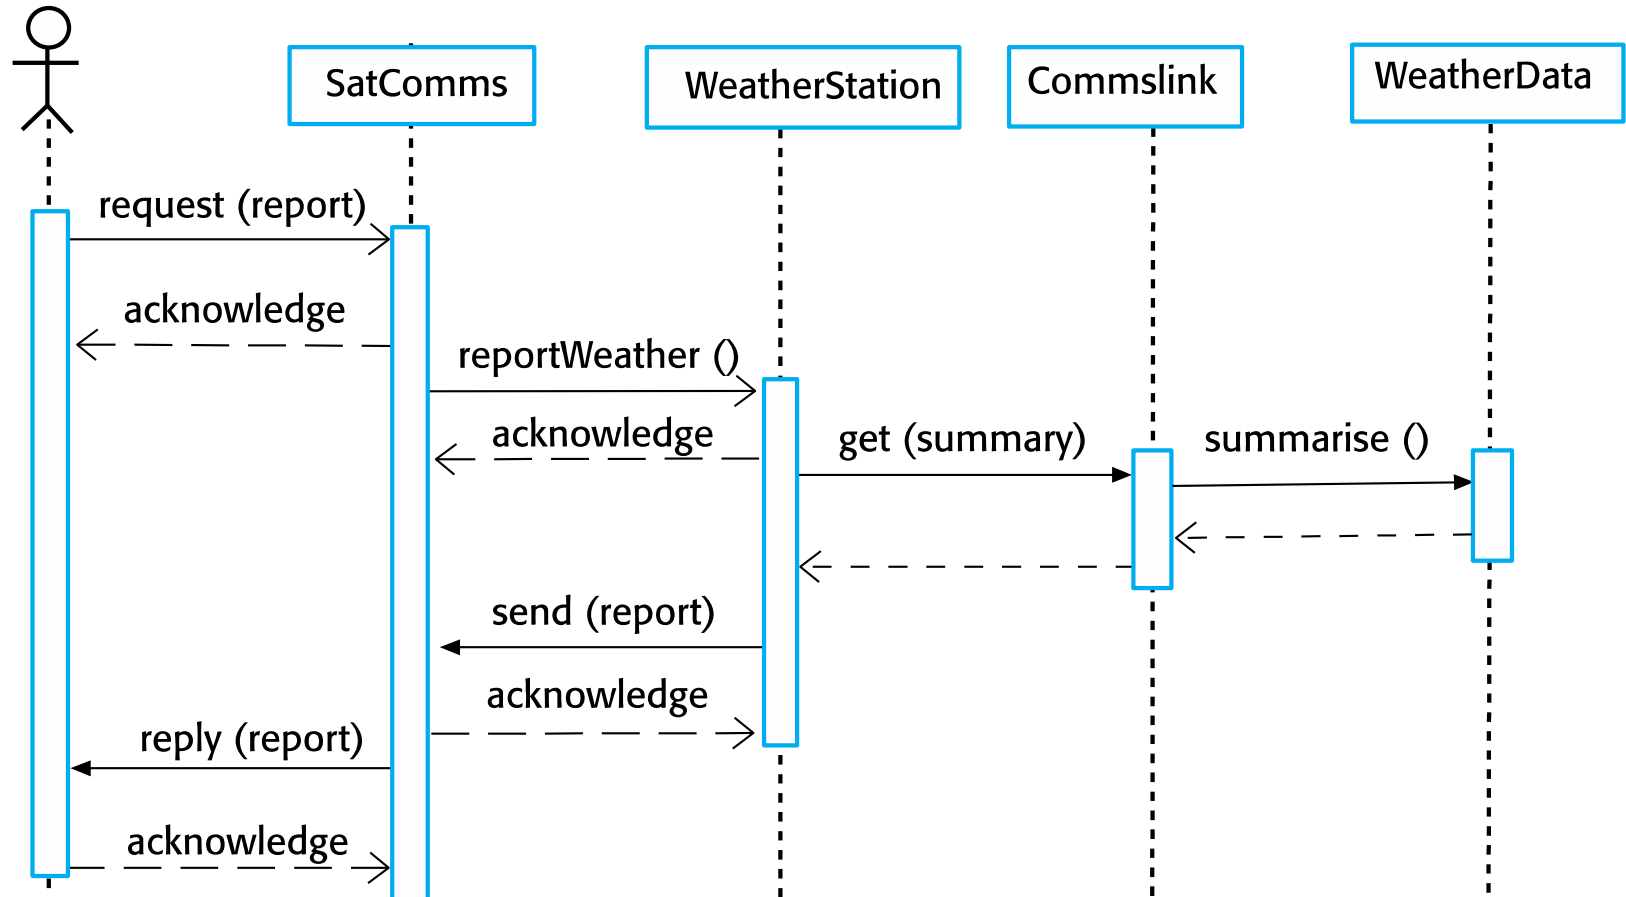 SatComms
WeatherStation
Commslink
WeatherData
request (report)
acknowledge
reportWeather ()
acknowledge
get (summary)
summarise ()
send (report)
acknowledge
reply (report)
acknowledge